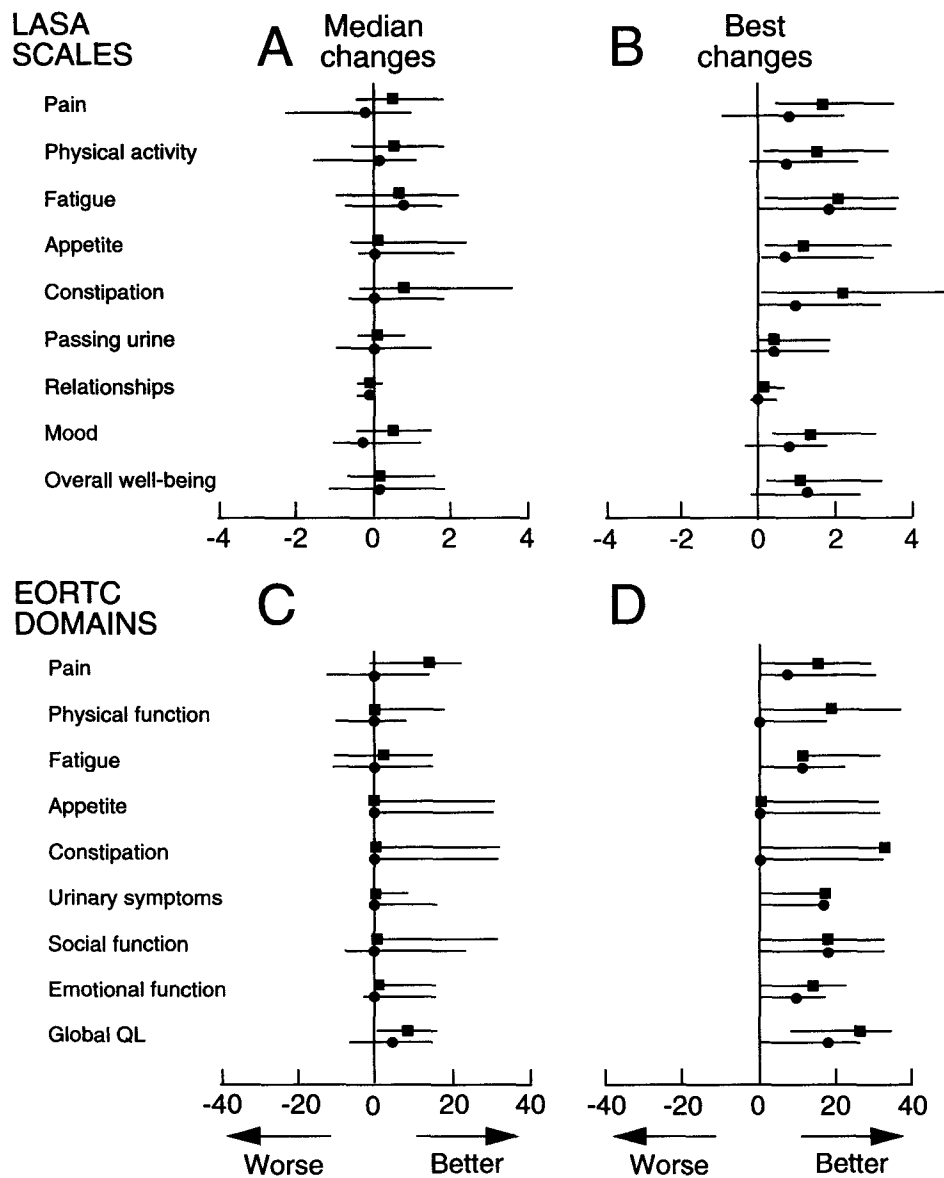 LASA
SCALES
A
Median
changes
B
Best
changes
Pain
Physical activity
Fatigue
Appetite
Constipation
Passing urine
Relationships
Mood
Overall well-being
-4 -2 0 2 4
-4 -2 0 2 4
EORTC
DOMAINS
C
D
Pain
Physical function
Fatigue
Appetite
Constipation
Urinary symptoms
Social function
Emotional function
Global QL
-40 -20 0 20 40
-40 -20 0 20 40
Worse Better
Worse Better